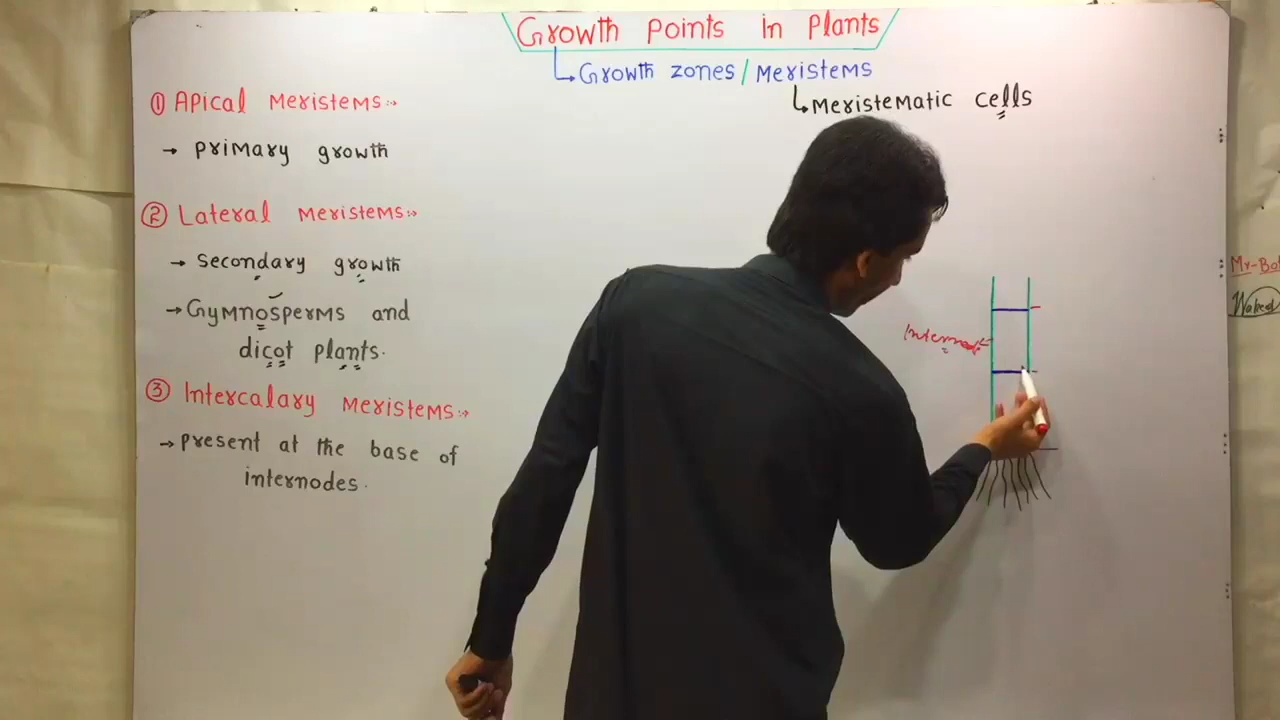 Growth Points in Plants
Growth zones/Meristems
Meristematic cells
① Apical Meristems:-
→ primary growth
② Lateral Meristems:-
→ secondary growth
→ Gymnosperms and
dicot plants.
③ Intercalary Meristems:-
→ present at the base of
internodes.